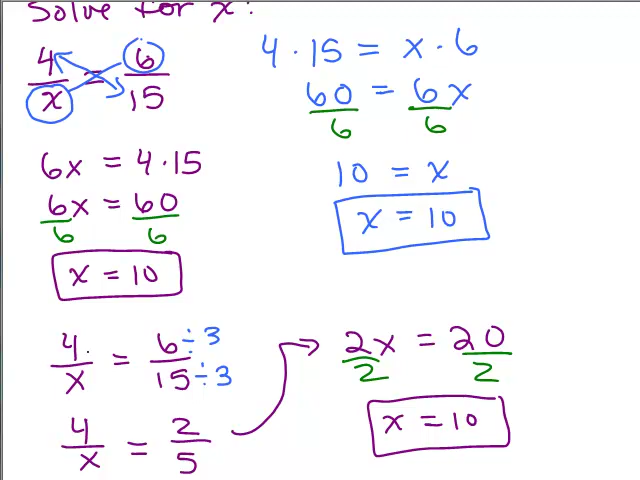 Solve for x:
4/x = 6/15
6x = 4 · 15
6x/6 = 60/6
x = 10
4 · 15 = x · 6
60/6 = 6x/6
10 = x
x = 10
4/x = 6÷3/15÷3
4/x = 2/5
2x/2 = 20/2
x = 10